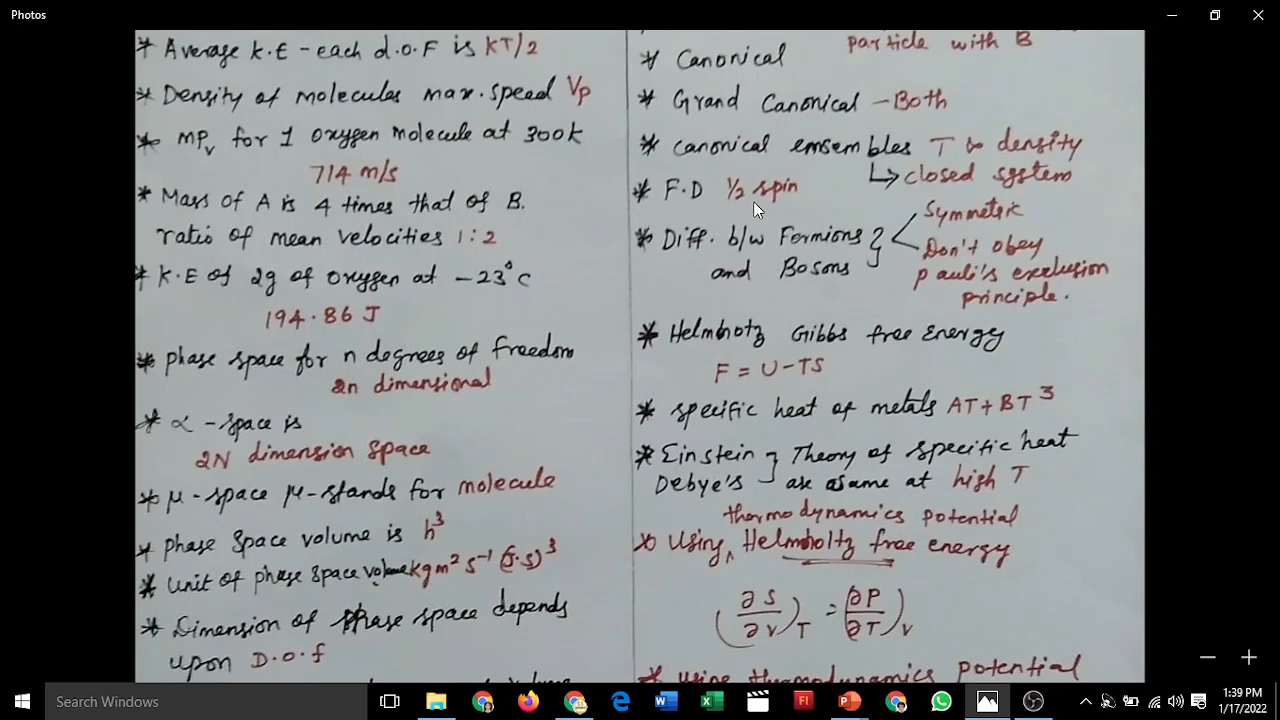 Photos
* Average K.E - each d.o.F is KT/2
* Density of molecules max. speed Vp
* MPv for 1 oxygen molecule at 300k
714 m/s
* Mass of A is 4 times that of B.
ratio of mean velocities 1:2
* K.E of 2g of oxygen at -23°c
194.86 J
* phase space for n degrees of freedom
2n dimensional
* α - space is
2N dimension space
* μ - space μ-stands for molecule
* phase space volume is h³
* Unit of phase space volume kgm² s⁻¹ (J.s)³
* Dimension of phase space depends
upon D.o.f
particle with B
* Canonical
* Grand Canonical - Both
* canonical ensembles T & density
↳ closed system
* F.D ½ spin
* Diff. b/w Fermions
and Bosons
Symmetric
Don't obey
pauli's exclusion
principle.
* Helmhotz Gibbs free Energy
F = U - TS
* specific heat of metals AT + BT³
* Einstein } Theory of specific heat
Debye's are same at high T
thermodynamics potential
* Using ^ Helmholtz free energy
(∂S/∂V)T = (∂P/∂T)V
* using thermodynamics potential
Search Windows
1:39 PM
1/17/2022